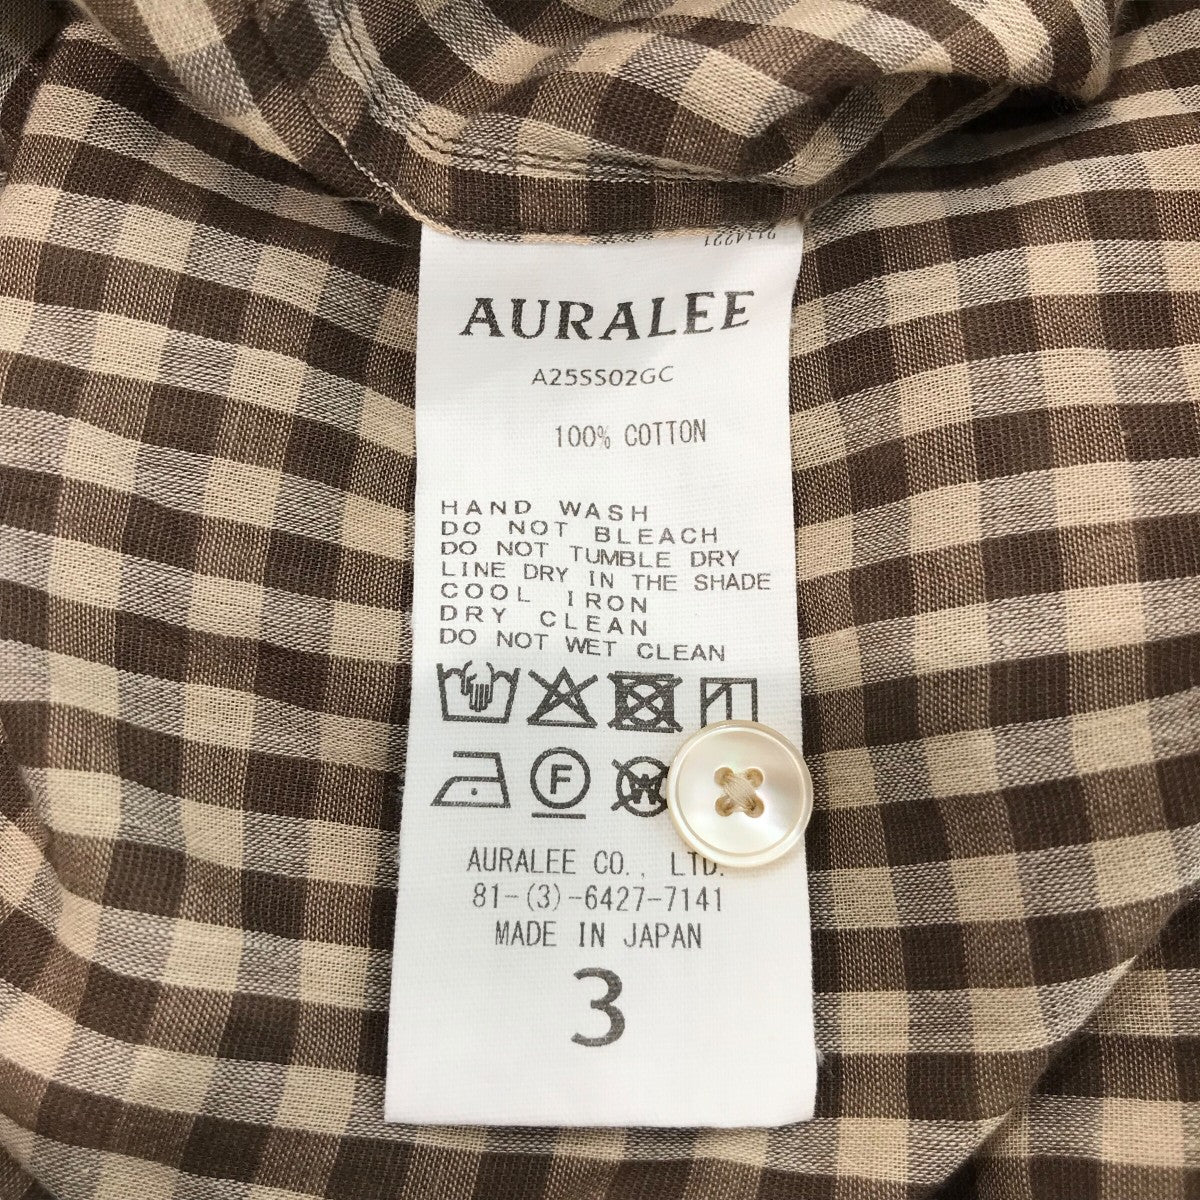 2114221
AURALEE
A25SS02GC
100% COTTON
HAND WASH
DO NOT BLEACH
DO NOT TUMBLE DRY
LINE DRY IN THE SHADE
COOL IRON
DRY CLEAN
DO NOT WET CLEAN
F
W
AURALEE CO., LTD.
81-(3)-6427-7141
MADE IN JAPAN
3